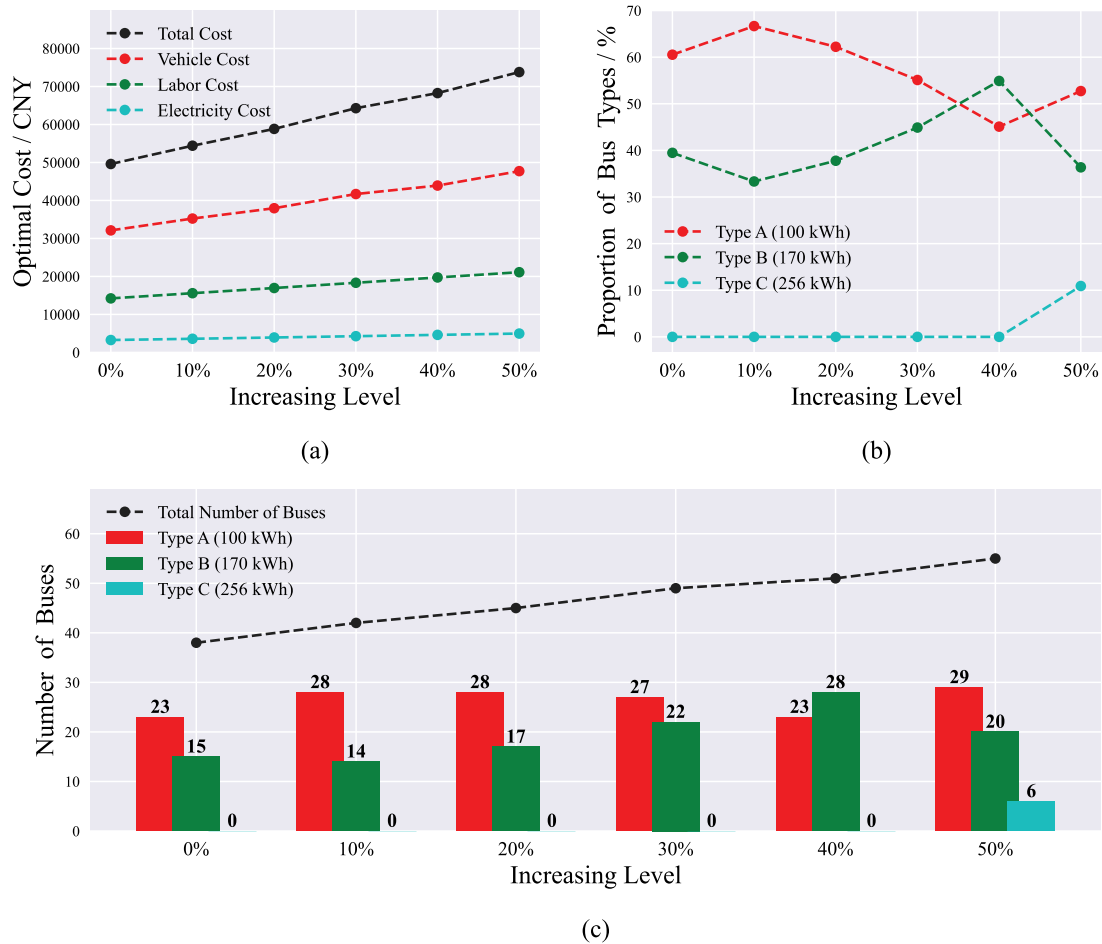 Total Cost
Vehicle Cost
Labor Cost
Electricity Cost
80000
70000
60000
50000
40000
30000
20000
10000
0
Optimal Cost / CNY
0% 10% 20% 30% 40% 50%
Increasing Level
(a)
70
60
50
40
30
20
10
0
Proportion of Bus Types / %
Type A (100 kWh)
Type B (170 kWh)
Type C (256 kWh)
0% 10% 20% 30% 40% 50%
Increasing Level
(b)
Total Number of Buses
Type A (100 kWh)
Type B (170 kWh)
Type C (256 kWh)
60
50
40
30
20
10
0
Number of Buses
23 15 0
28 14 0
28 17 0
27 22 0
23 28 0
29 20 6
0% 10% 20% 30% 40% 50%
Increasing Level
(c)